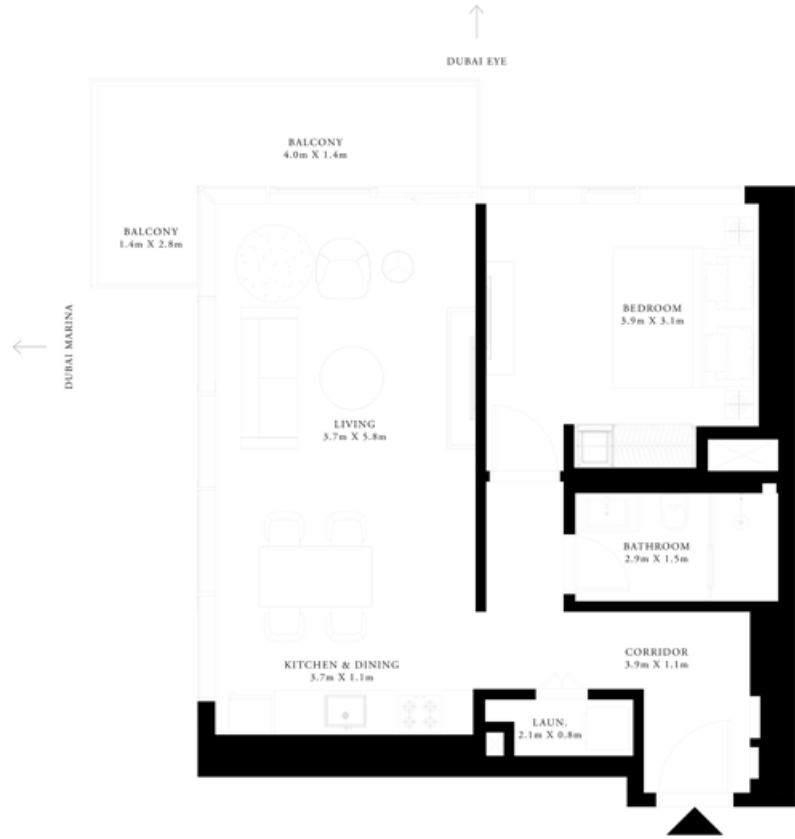 DUBAI EYE
BALCONY
4.0m X 1.4m
BALCONY
1.4m X 2.8m
DUBAI MARINA
BEDROOM
3.9m X 3.1m
LIVING
3.7m X 5.8m
BATHROOM
2.9m X 1.5m
KITCHEN & DINING
3.7m X 1.1m
CORRIDOR
3.9m X 1.1m
LAUN.
2.1m X 0.8m